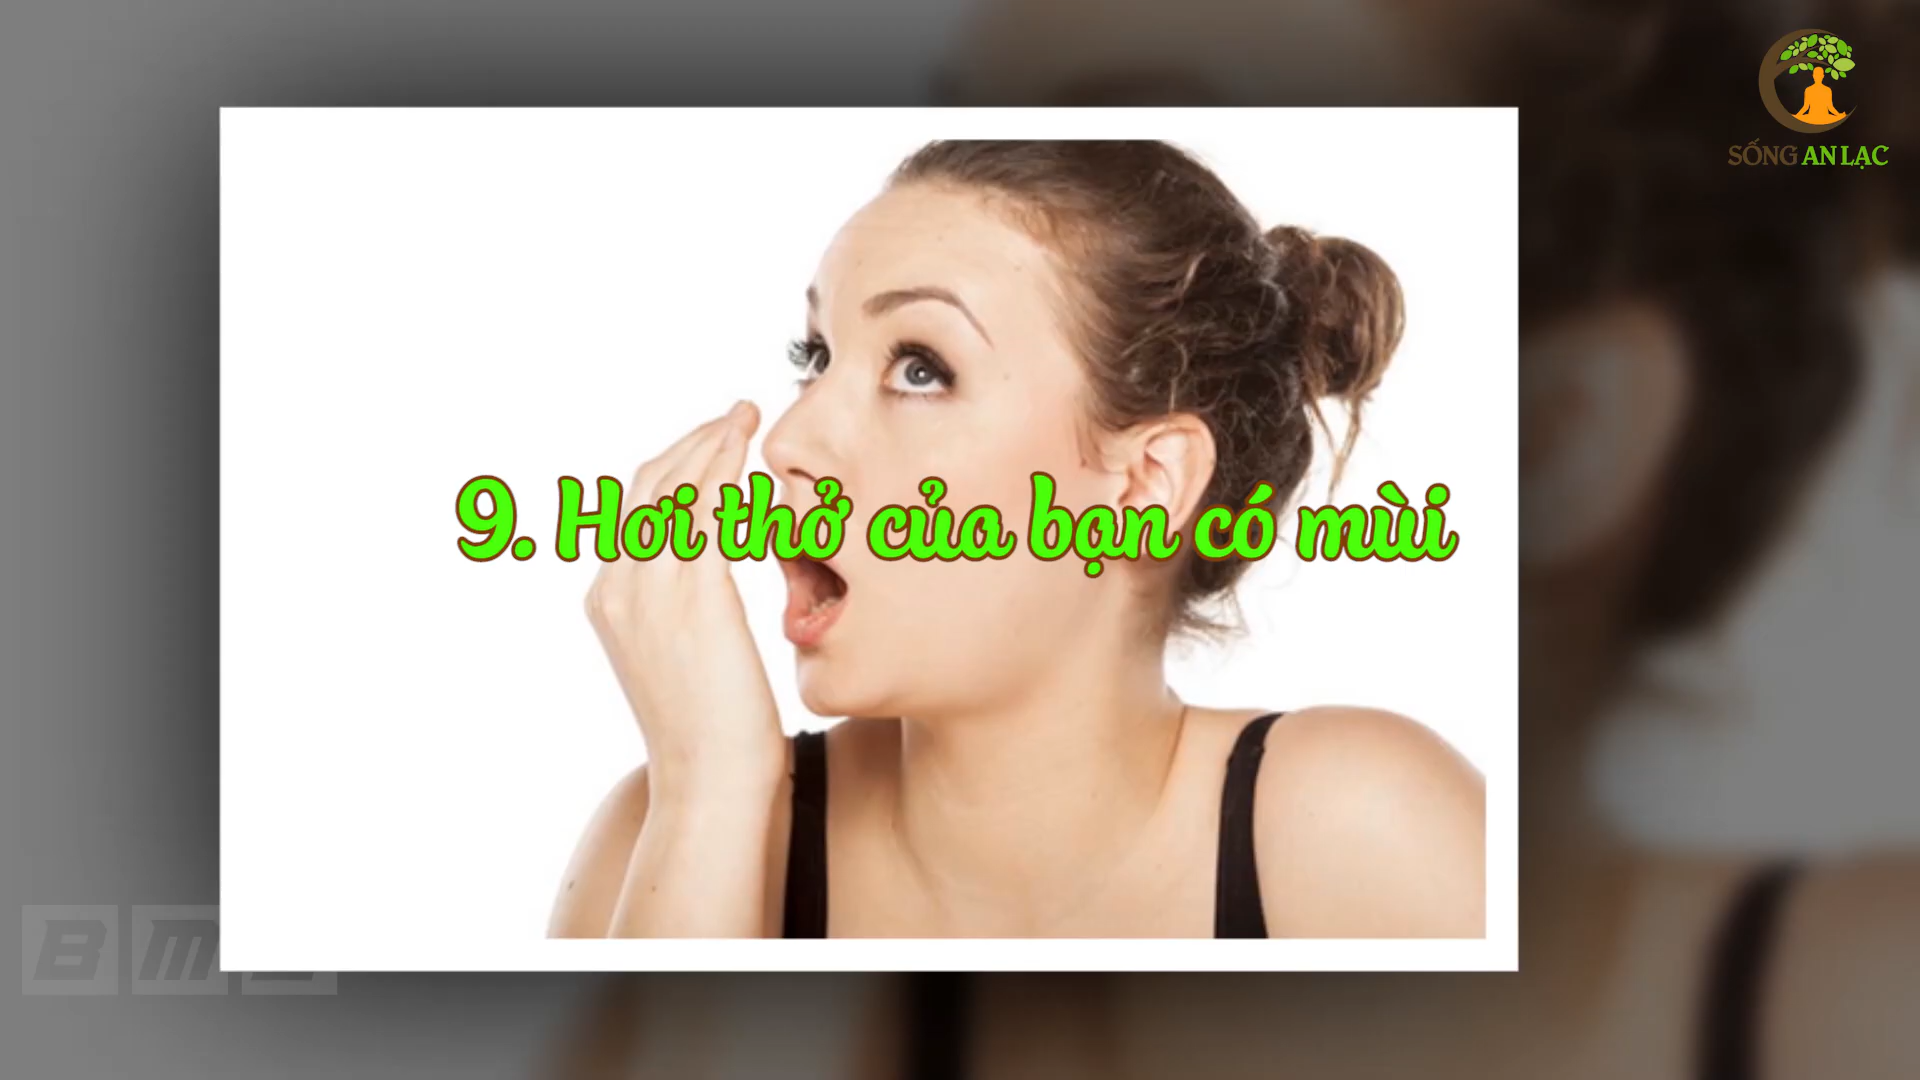 SỐNG AN LẠC
9. Hơi thở của bạn có mùi